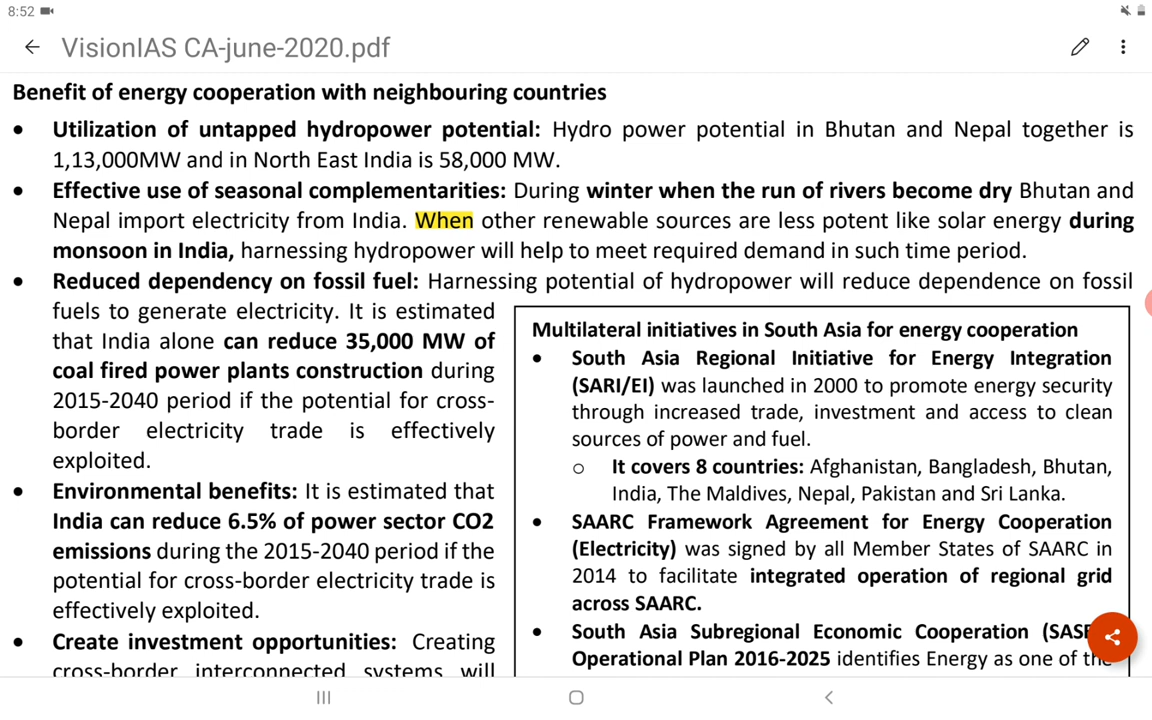 8:52
VisionIAS CA-june-2020.pdf
Benefit of energy cooperation with neighbouring countries
• Utilization of untapped hydropower potential: Hydro power potential in Bhutan and Nepal together is
1,13,000MW and in North East India is 58,000 MW.
• Effective use of seasonal complementarities: During winter when the run of rivers become dry Bhutan and
Nepal import electricity from India. When other renewable sources are less potent like solar energy during
monsoon in India, harnessing hydropower will help to meet required demand in such time period.
• Reduced dependency on fossil fuel: Harnessing potential of hydropower will reduce dependence on fossil
fuels to generate electricity. It is estimated
that India alone can reduce 35,000 MW of
coal fired power plants construction during
2015-2040 period if the potential for cross-
border electricity trade is effectively
exploited.
• Environmental benefits: It is estimated that
India can reduce 6.5% of power sector CO2
emissions during the 2015-2040 period if the
potential for cross-border electricity trade is
effectively exploited.
• Create investment opportunities: Creating
cross-border interconnected systems will
Multilateral initiatives in South Asia for energy cooperation
• South Asia Regional Initiative for Energy Integration
(SARI/EI) was launched in 2000 to promote energy security
through increased trade, investment and access to clean
sources of power and fuel.
o It covers 8 countries: Afghanistan, Bangladesh, Bhutan,
India, The Maldives, Nepal, Pakistan and Sri Lanka.
• SAARC Framework Agreement for Energy Cooperation
(Electricity) was signed by all Member States of SAARC in
2014 to facilitate integrated operation of regional grid
across SAARC.
• South Asia Subregional Economic Cooperation
Operational Plan 2016-2025 identifies Energy as one of the